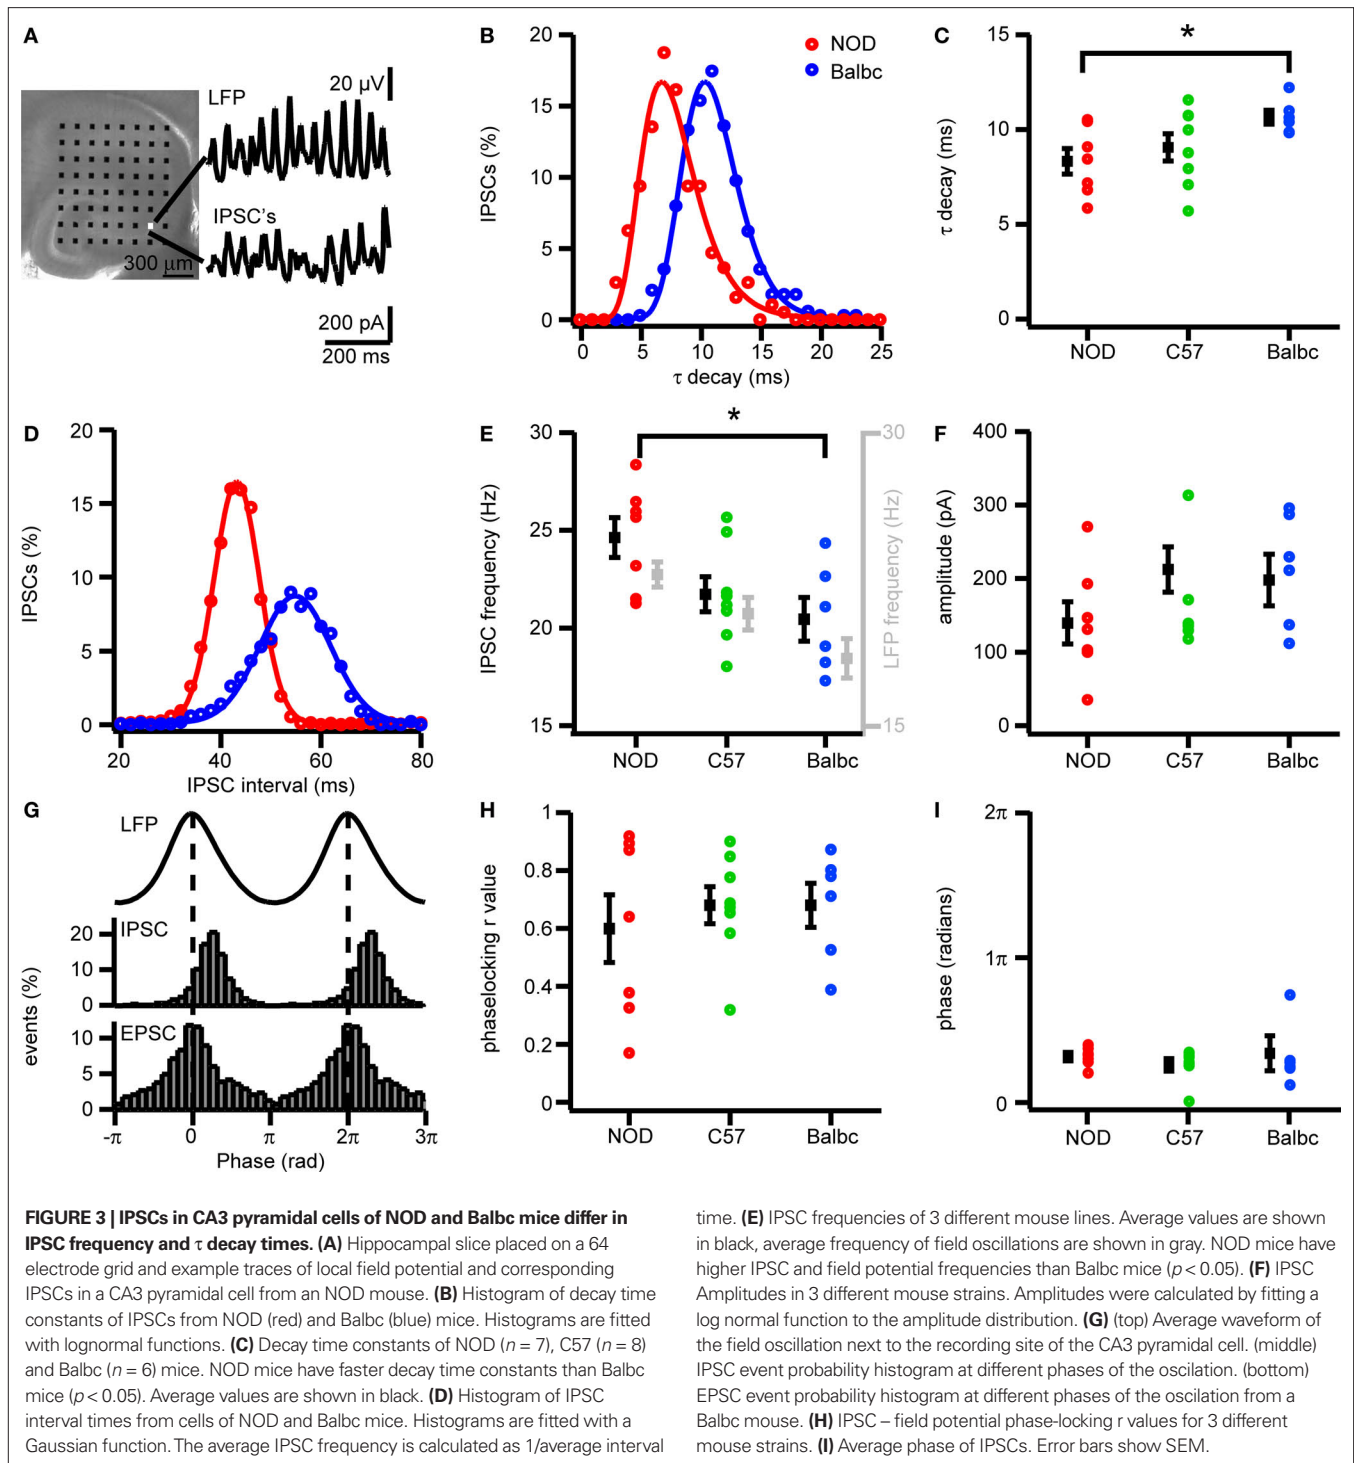 A
LFP
20 µV
IPSC's
300 µm
200 pA
200 ms
B
NOD
Balbc
20
15
10
5
0
IPSCs (%)
0 5 10 15 20 25
τ decay (ms)
C
*
15
10
5
0
τ decay (ms)
NOD C57 Balbc
D
20
15
10
5
0
IPSCs (%)
20 40 60 80
IPSC interval (ms)
E
*
30
25
20
15
IPSC frequency (Hz)
30
15
LFP frequency (Hz)
NOD C57 Balbc
F
400
300
200
100
0
amplitude (pA)
NOD C57 Balbc
G
LFP
IPSC
20
10
0
EPSC
10
5
0
events (%)
-π 0 π 2π 3π
Phase (rad)
H
1
0.8
0.6
0.4
0.2
0
phaselocking r value
NOD C57 Balbc
I
2π
1π
0
phase (radians)
NOD C57 Balbc
FIGURE 3 | IPSCs in CA3 pyramidal cells of NOD and Balbc mice differ in
IPSC frequency and τ decay times. (A) Hippocampal slice placed on a 64
electrode grid and example traces of local field potential and corresponding
IPSCs in a CA3 pyramidal cell from an NOD mouse. (B) Histogram of decay time
constants of IPSCs from NOD (red) and Balbc (blue) mice. Histograms are fitted
with lognormal functions. (C) Decay time constants of NOD (n = 7), C57 (n = 8)
and Balbc (n = 6) mice. NOD mice have faster decay time constants than Balbc
mice (p < 0.05). Average values are shown in black. (D) Histogram of IPSC
interval times from cells of NOD and Balbc mice. Histograms are fitted with a
Gaussian function. The average IPSC frequency is calculated as 1/average interval
time. (E) IPSC frequencies of 3 different mouse lines. Average values are shown
in black, average frequency of field oscillations are shown in gray. NOD mice have
higher IPSC and field potential frequencies than Balbc mice (p < 0.05). (F) IPSC
Amplitudes in 3 different mouse strains. Amplitudes were calculated by fitting a
log normal function to the amplitude distribution. (G) (top) Average waveform of
the field oscillation next to the recording site of the CA3 pyramidal cell. (middle)
IPSC event probability histogram at different phases of the oscilation. (bottom)
EPSC event probability histogram at different phases of the oscilation from a
Balbc mouse. (H) IPSC – field potential phase-locking r values for 3 different
mouse strains. (I) Average phase of IPSCs. Error bars show SEM.